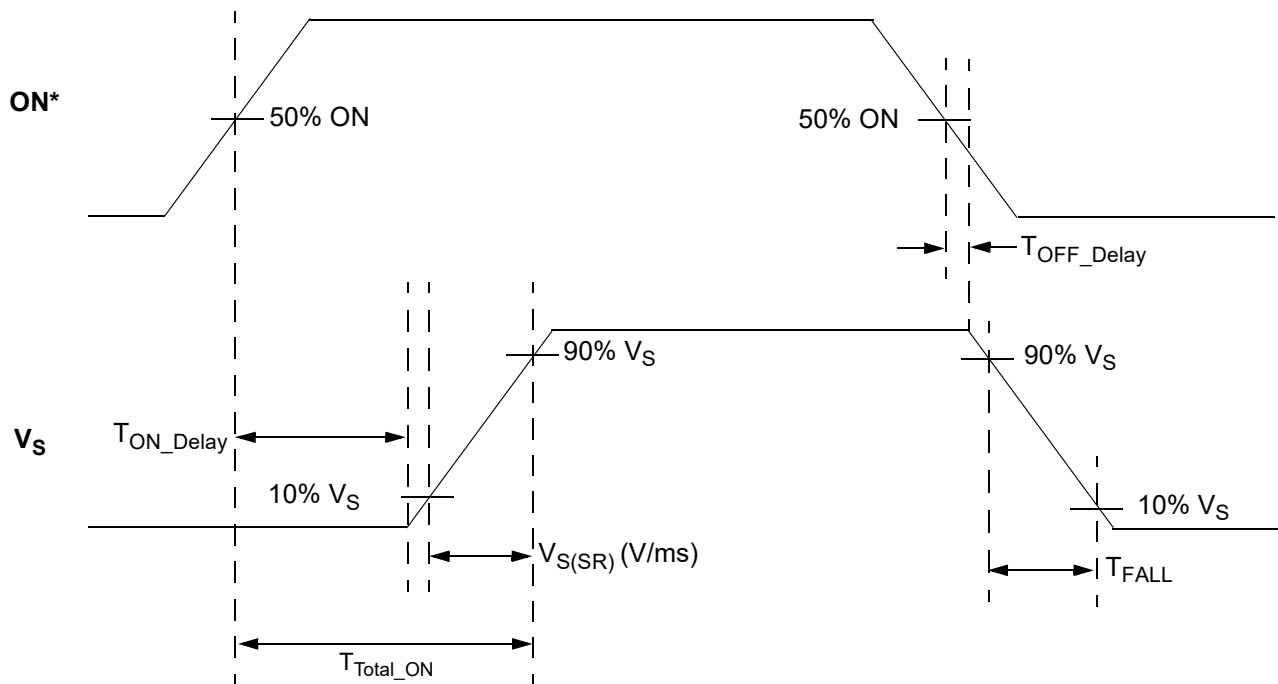 ON*
50% ON
50% ON
T_OFF_Delay
90% V_S
90% V_S
V_S
T_ON_Delay
10% V_S
10% V_S
V_S(SR) (V/ms)
T_FALL
T_Total_ON